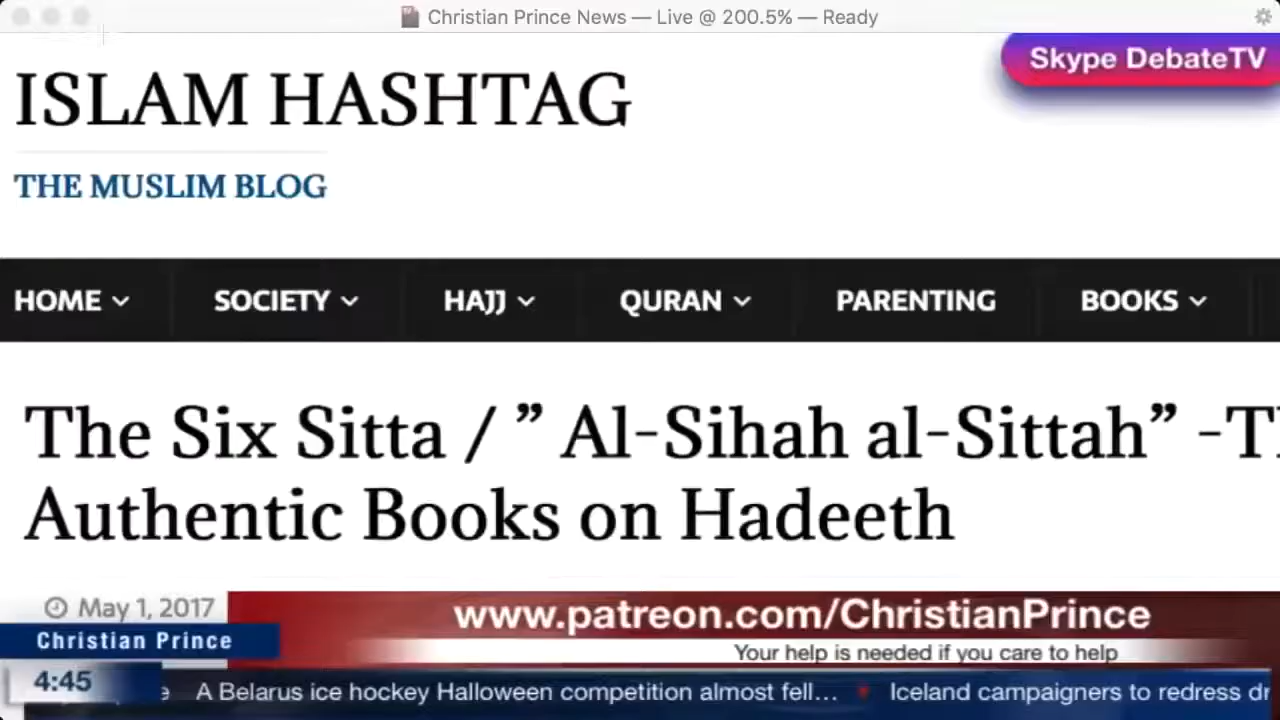 Christian Prince News — Live @ 200.5% — Ready
Skype DebateTV
ISLAM HASHTAG
THE MUSLIM BLOG
HOME SOCIETY HAJJ QURAN PARENTING BOOKS
The Six Sitta / ” Al-Sihah al-Sittah” -T
Authentic Books on Hadeeth
May 1, 2017
www.patreon.com/ChristianPrince
Christian Prince
Your help is needed if you care to help
4:45
A Belarus ice hockey Halloween competition almost fell... Iceland campaigners to redress